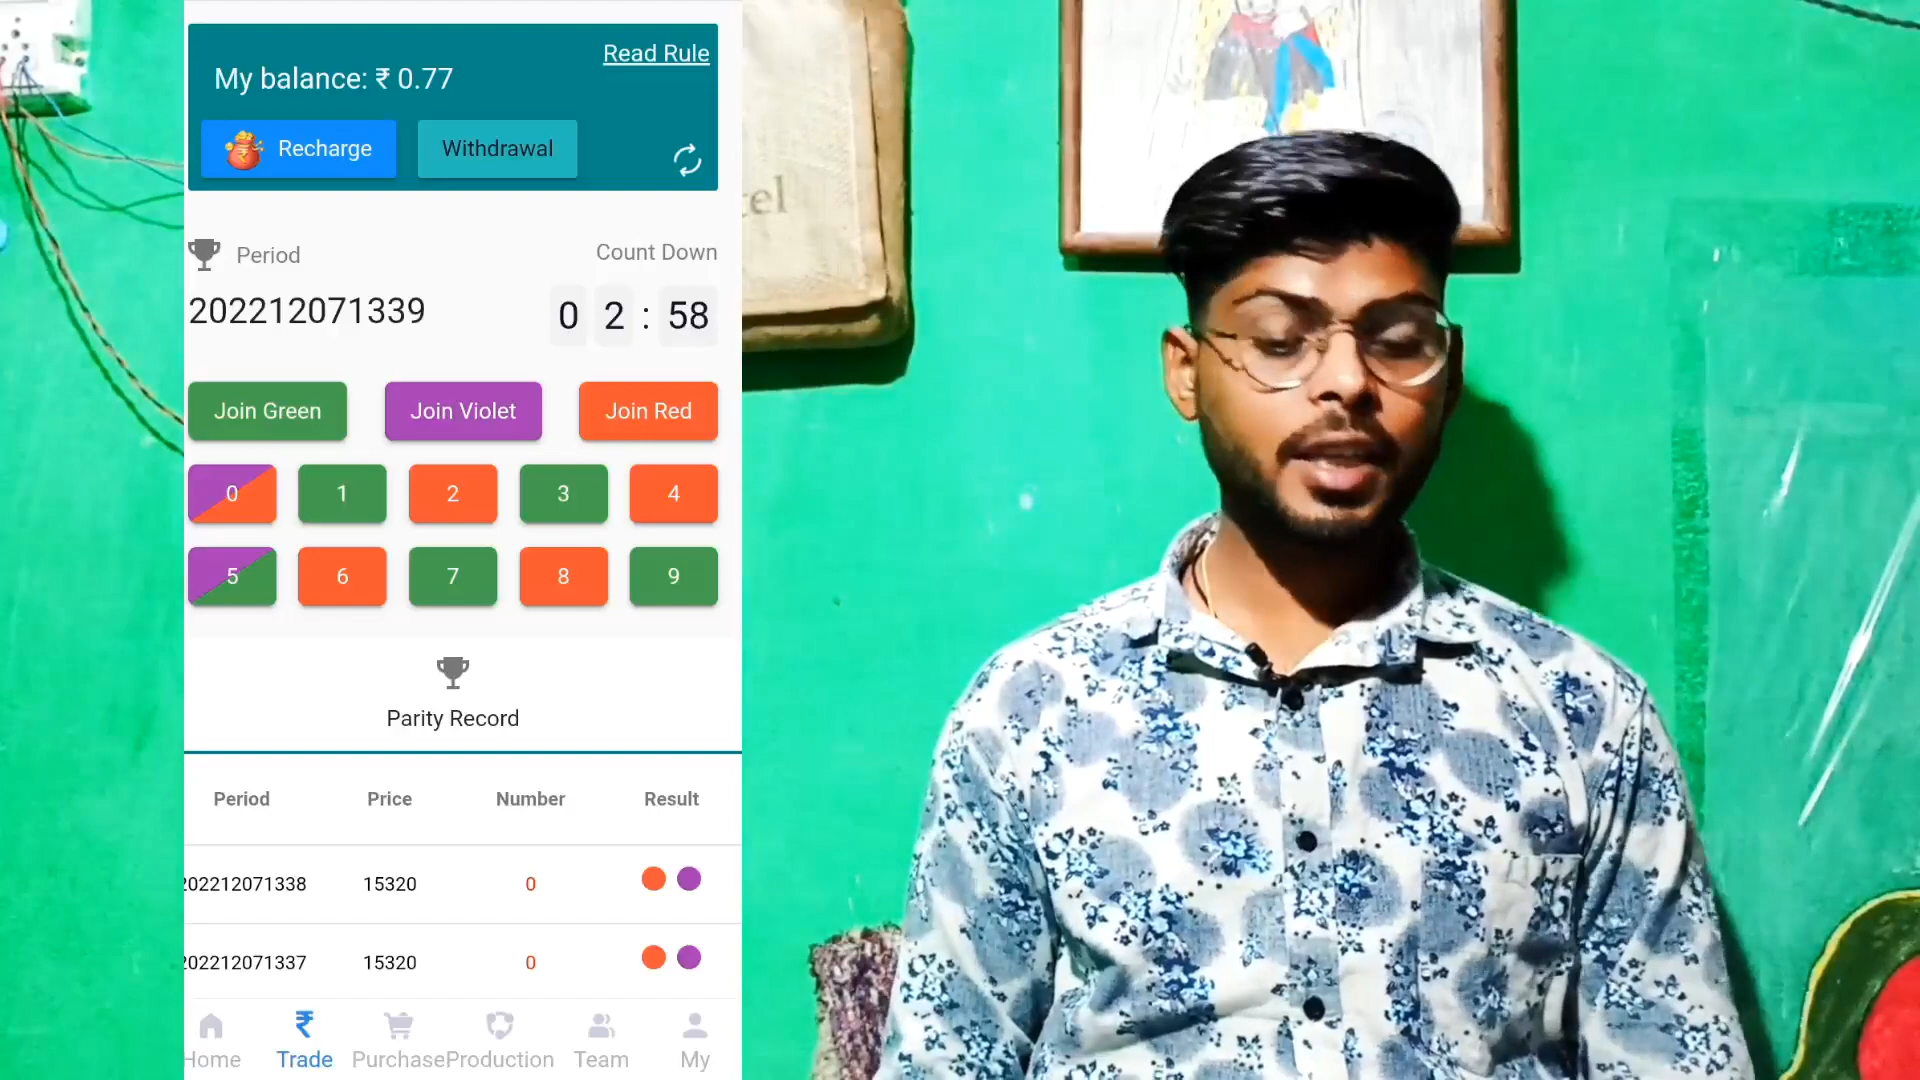 Read Rule
My balance: ₹ 0.77
Recharge
Withdrawal
Period
Count Down
202212071339
0 2 : 58
Join Green
Join Violet
Join Red
0
1
2
3
4
5
6
7
8
9
Parity Record
Period Price Number Result
202212071338 15320 0
202212071337 15320 0
Home
Trade
Purchase
Production
Team
My